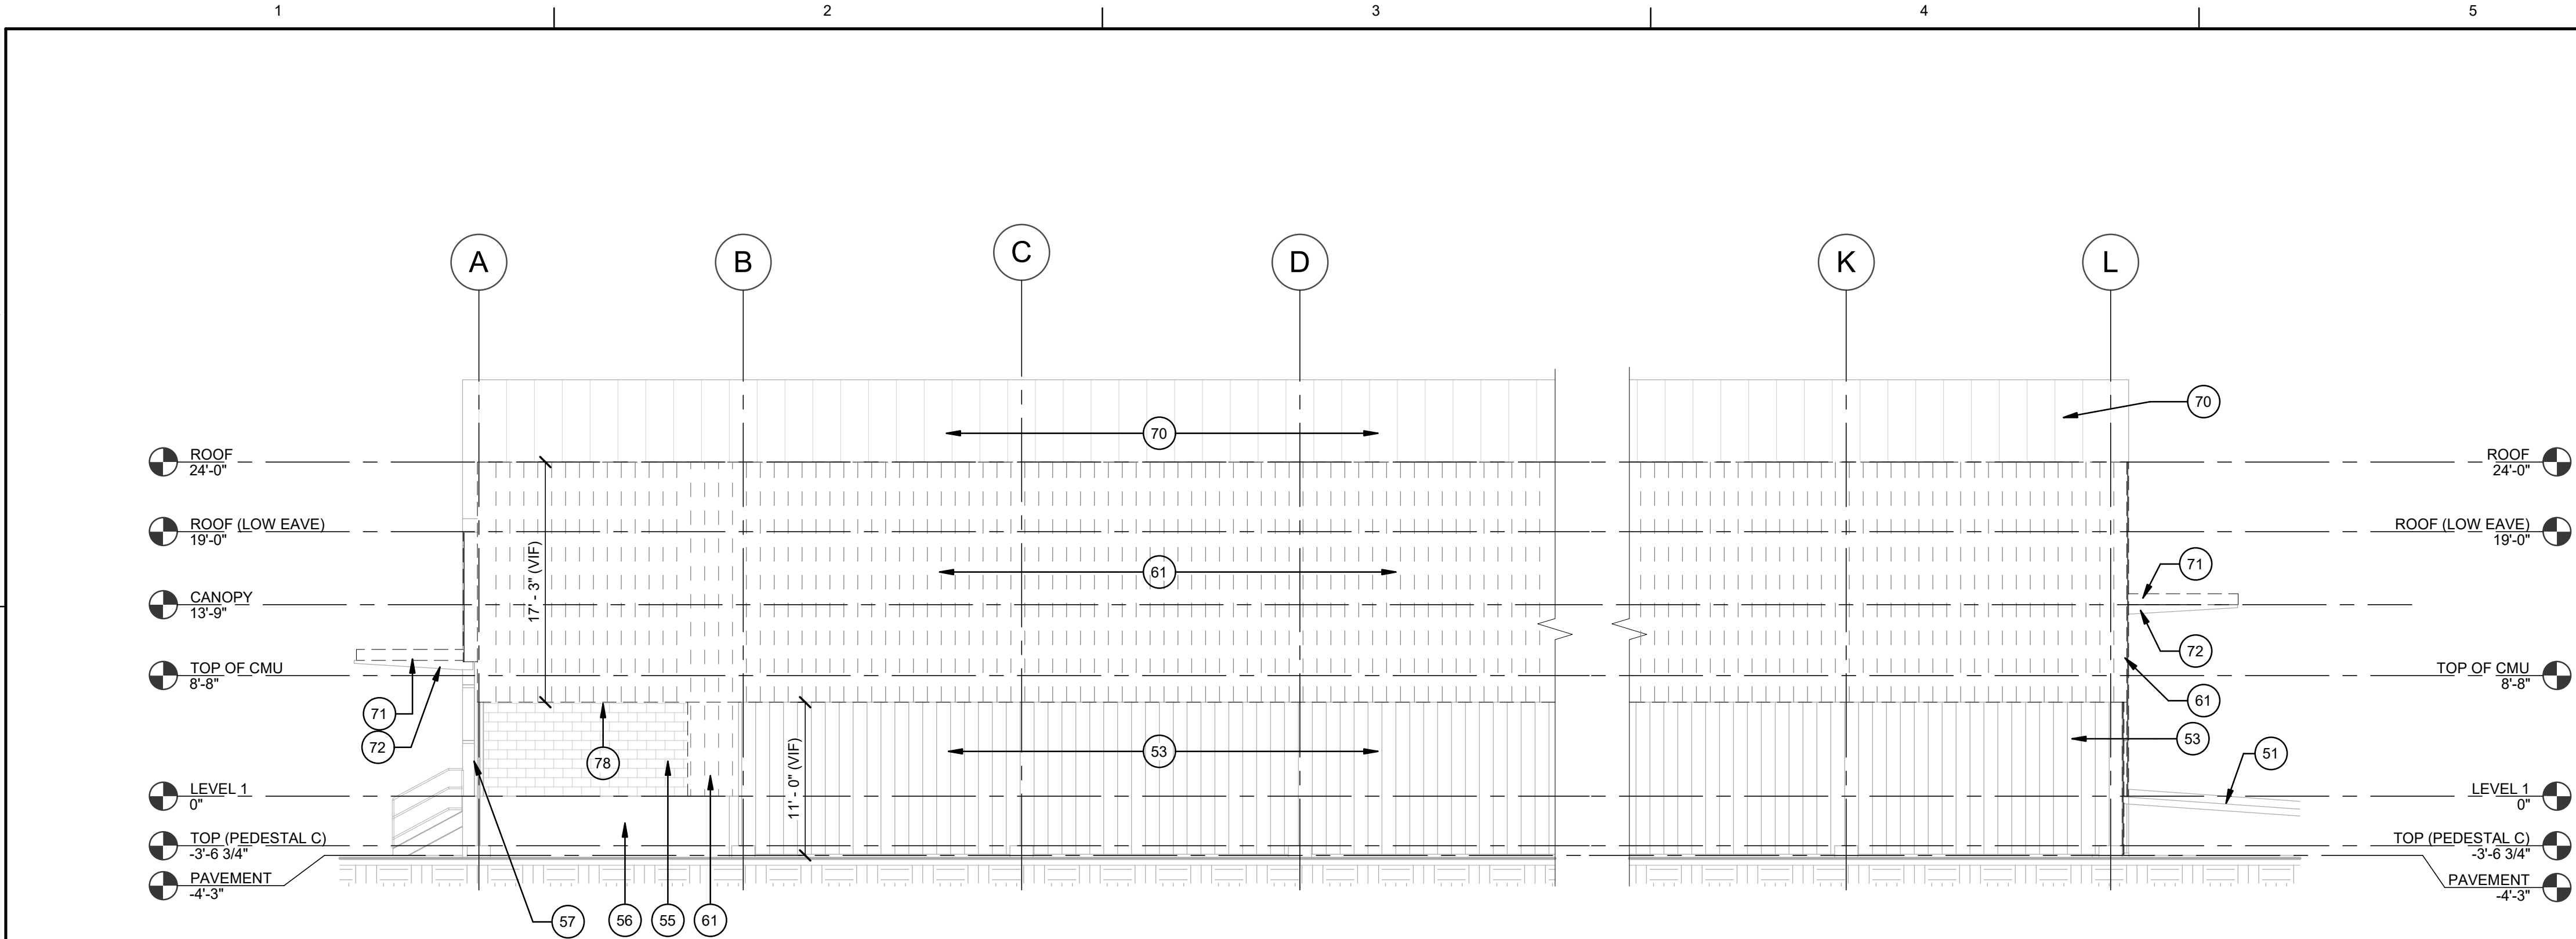 1 2 3 4 5
A B C D K L
70
70
ROOF
24'-0"
ROOF
24'-0"
ROOF (LOW EAVE)
19'-0"
ROOF (LOW EAVE)
19'-0"
17' - 3" (VIF)
61
71
CANOPY
13'-9"
72
TOP OF CMU
8'-8"
TOP OF CMU
8'-8"
61
71
72
78
11' - 0" (VIF)
53
53
51
LEVEL 1
0"
LEVEL 1
0"
TOP (PEDESTAL C)
-3'-6 3/4"
TOP (PEDESTAL C)
-3'-6 3/4"
PAVEMENT
-4'-3"
PAVEMENT
-4'-3"
57 56 55 61